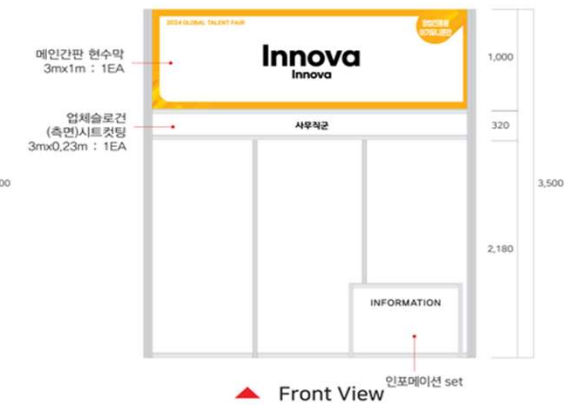 2024 GLOBAL TALENT FAIR
Innova
Innova
메인간판 현수막
3mx1m : 1EA
1,000
업체슬로건
(측면)시트컷팅
3mx0,23m : 1EA
사무직군
320
00
3,500
2,180
INFORMATION
인포메이션 set
Front View